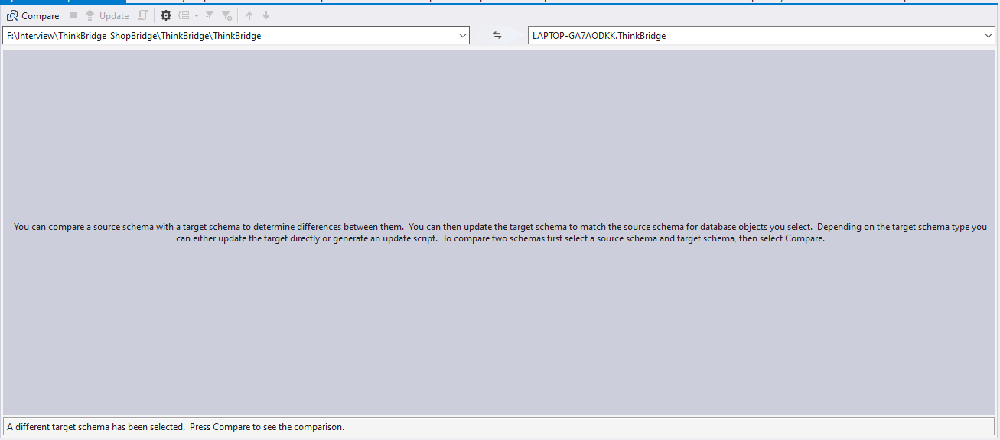 Compare Update
F:\Interview\ThinkBridge_ShopBridge\ThinkBridge\ThinkBridge
LAPTOP-GA7AODKK.ThinkBridge
You can compare a source schema with a target schema to determine differences between them.  You can then update the target schema to match the source schema for database objects you select.  Depending on the target schema type you
can either update the target directly or generate an update script.  To compare two schemas first select a source schema and target schema, then select Compare.
A different target schema has been selected.  Press Compare to see the comparison.